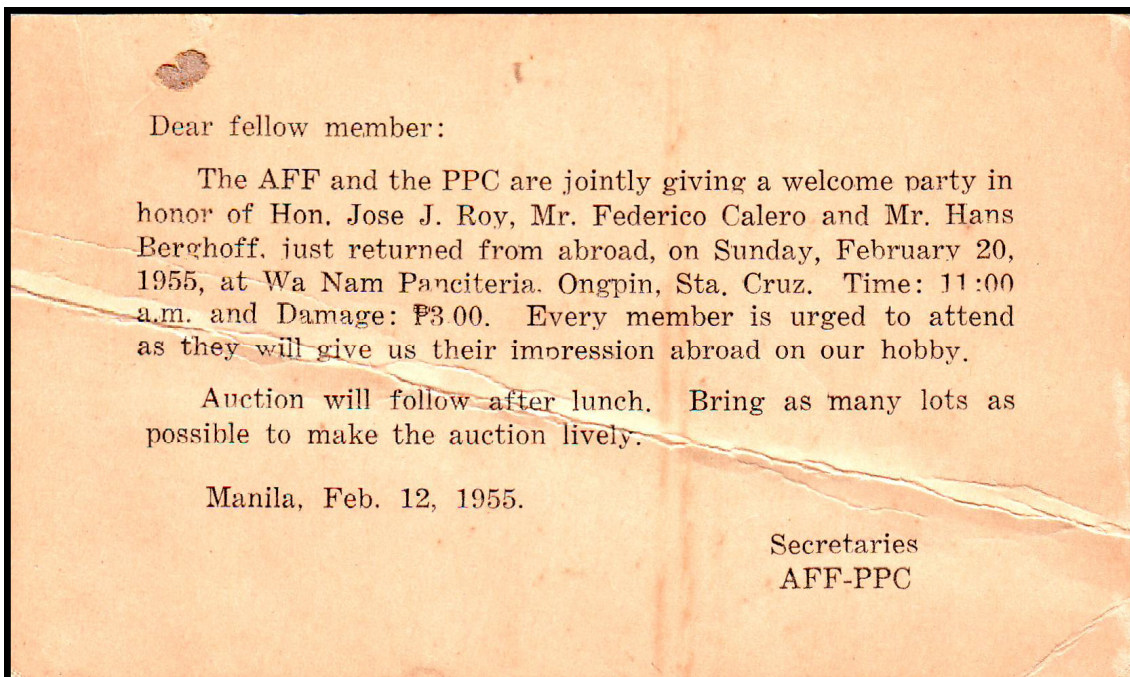 Dear fellow member:
The AFF and the PPC are jointly giving a welcome party in
honor of Hon. Jose J. Roy, Mr. Federico Calero and Mr. Hans
Berghoff, just returned from abroad, on Sunday, February 20,
1955, at Wa Nam Panciteria. Ongpin, Sta. Cruz. Time: 11:00
a.m. and Damage: ₱3.00. Every member is urged to attend
as they will give us their impression abroad on our hobby.
Auction will follow after lunch. Bring as many lots as
possible to make the auction lively.
Manila, Feb. 12, 1955.
Secretaries
AFF-PPC